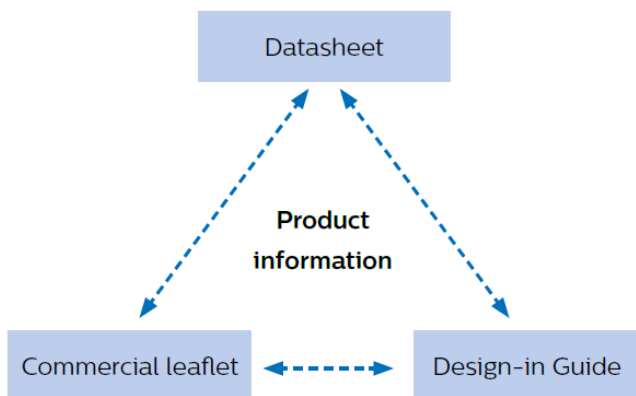 Datasheet
Product
information
Commercial leaflet
Design-in Guide